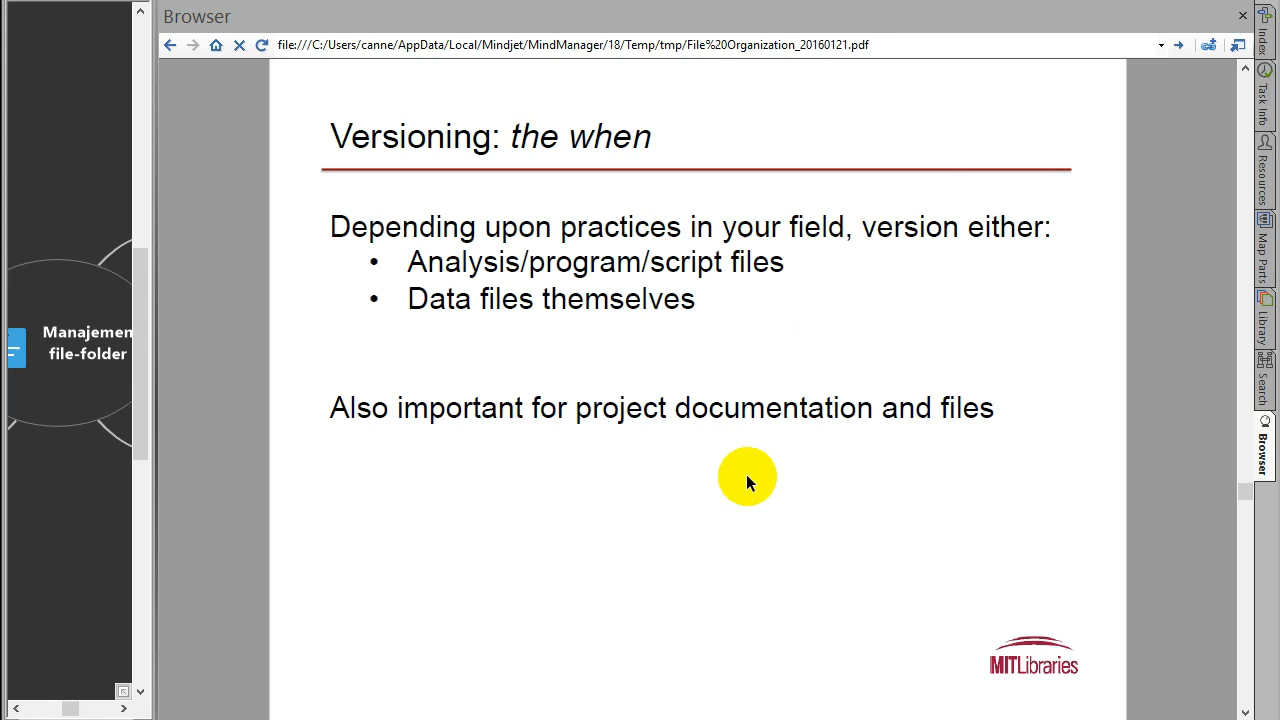 Browser
file:///C:/Users/canne/AppData/Local/Mindjet/MindManager/18/Temp/tmp/File%20Organization_20160121.pdf
Versioning: the when
Depending upon practices in your field, version either:
• Analysis/program/script files
• Data files themselves
Also important for project documentation and files
MITLibraries
Manajemen
file-folder
Index
Task Info
Resources
Map Parts
Library
Search
Browser